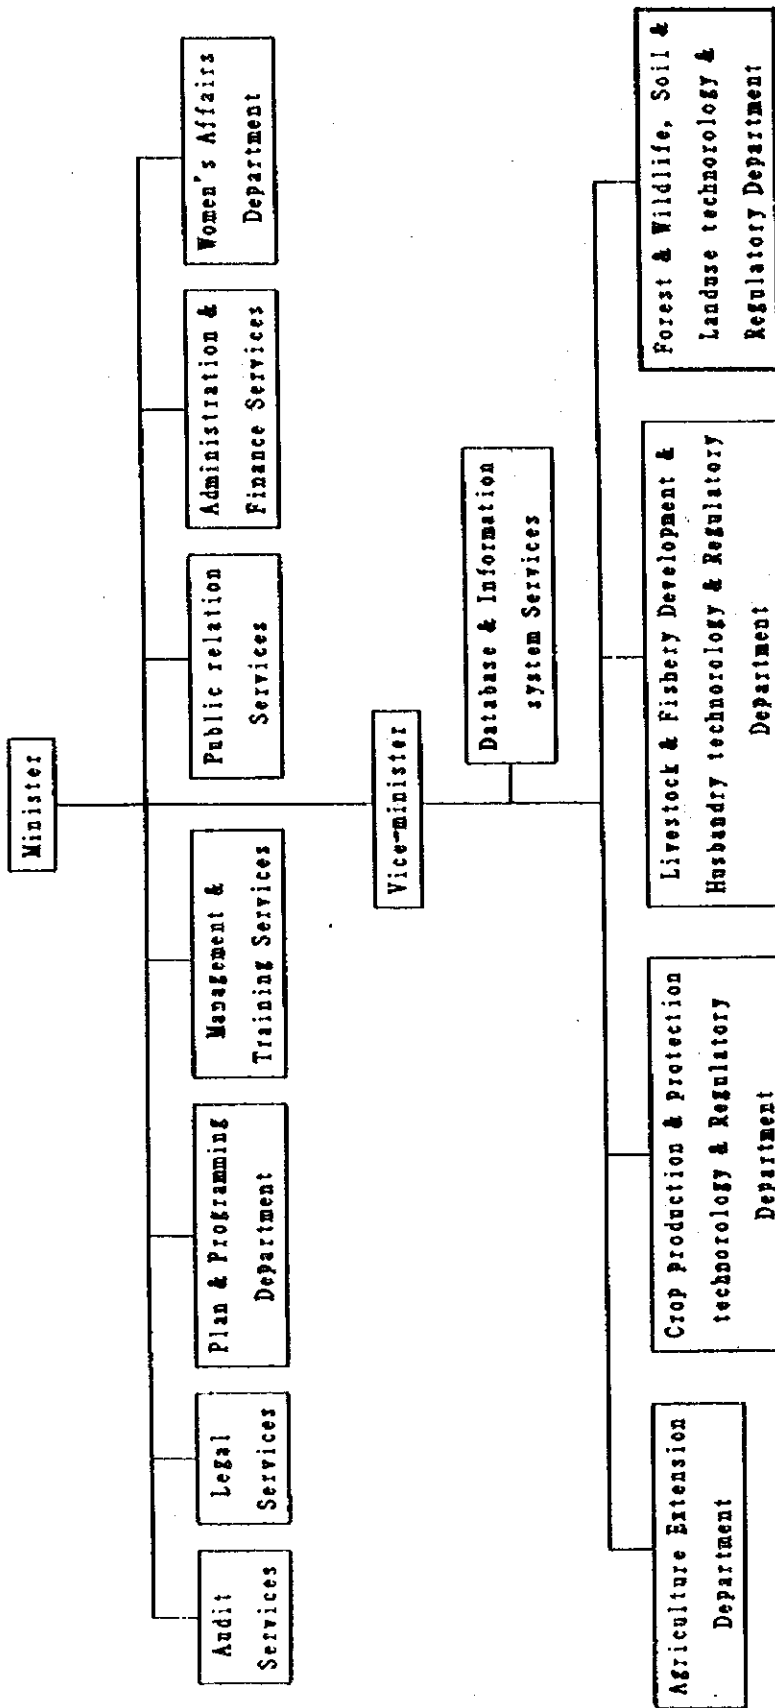 Minister
Audit
Services
Legal
Services
Plan & Programming
Department
Management &
Training Services
Public relation
Services
Administration &
Finance Services
Women's Affairs
Department
Vice-minister
Database & Information
system Services
Agriculture Extension
Department
Crop production & protection
technorology & Regulatory
Department
Livestock & Fishery Development &
Husbandry technorology & Regulatory
Department
Forest & Wildlife, Soil &
Landuse technorology &
Regulatory Department